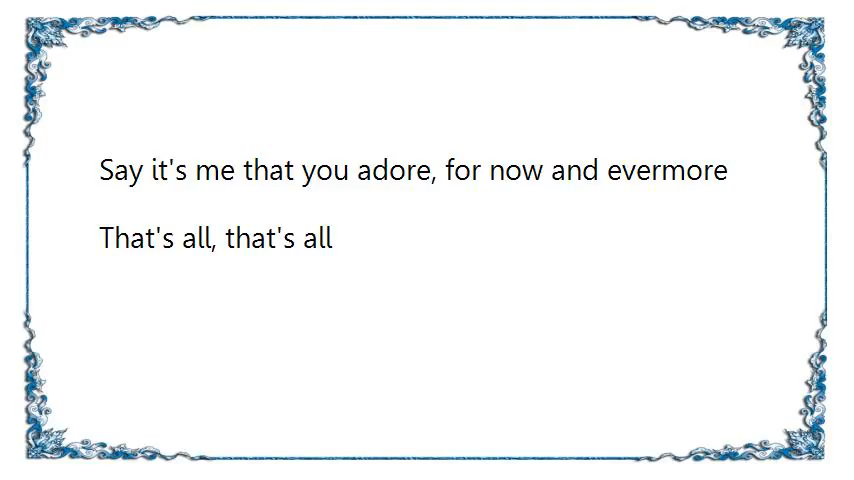 Say it's me that you adore, for now and evermore
That's all, that's all